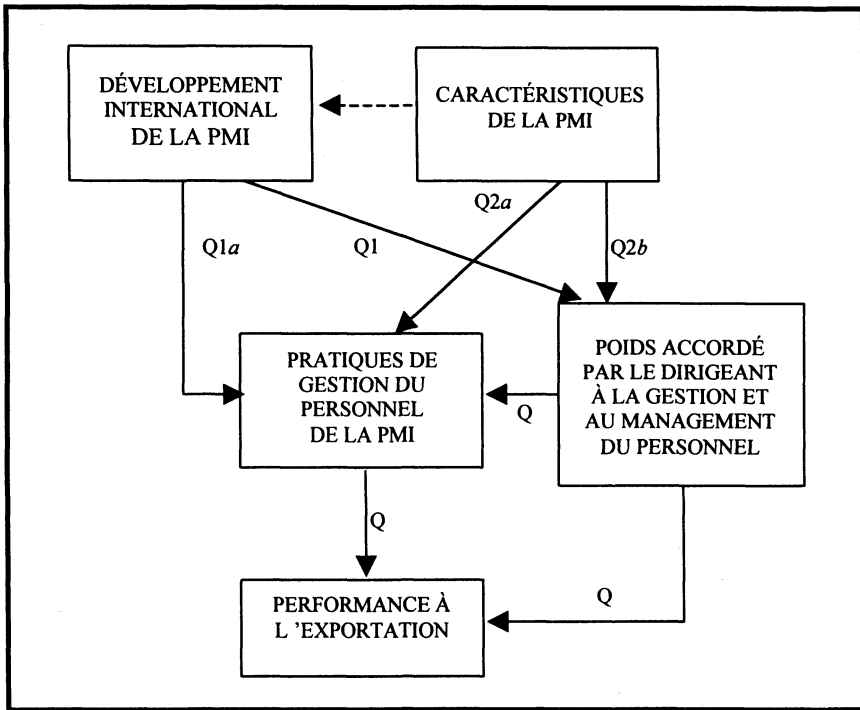 DÉVELOPPEMENT
INTERNATIONAL
DE LA PMI
CARACTÉRISTIQUES
DE LA PMI
Q1a
Q1
Q2a
Q2b
PRATIQUES DE
GESTION DU
PERSONNEL
DE LA PMI
Q
POIDS ACCORDÉ
PAR LE DIRIGEANT
À LA GESTION ET
AU MANAGEMENT
DU PERSONNEL
Q
Q
PERFORMANCE À
L 'EXPORTATION